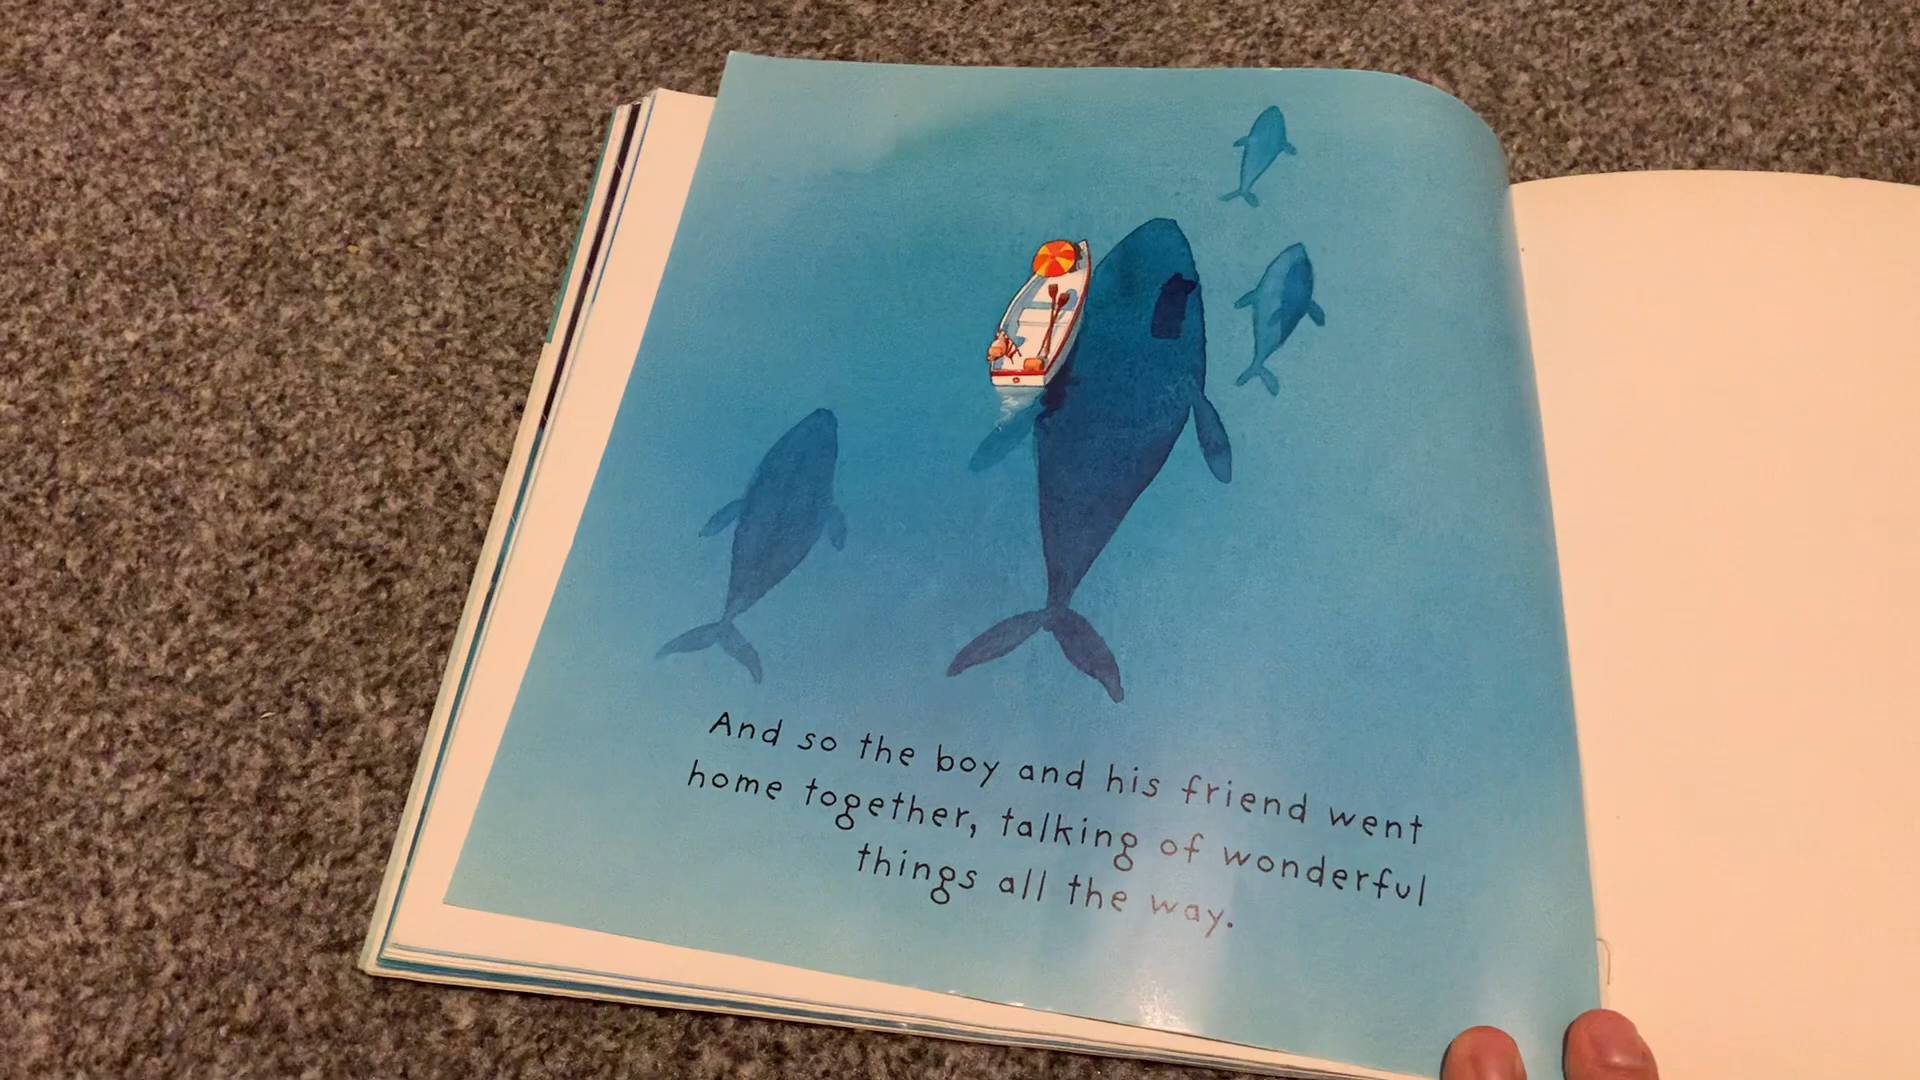 And so the boy and his friend went
home together, talking of wonderful
things all the way.